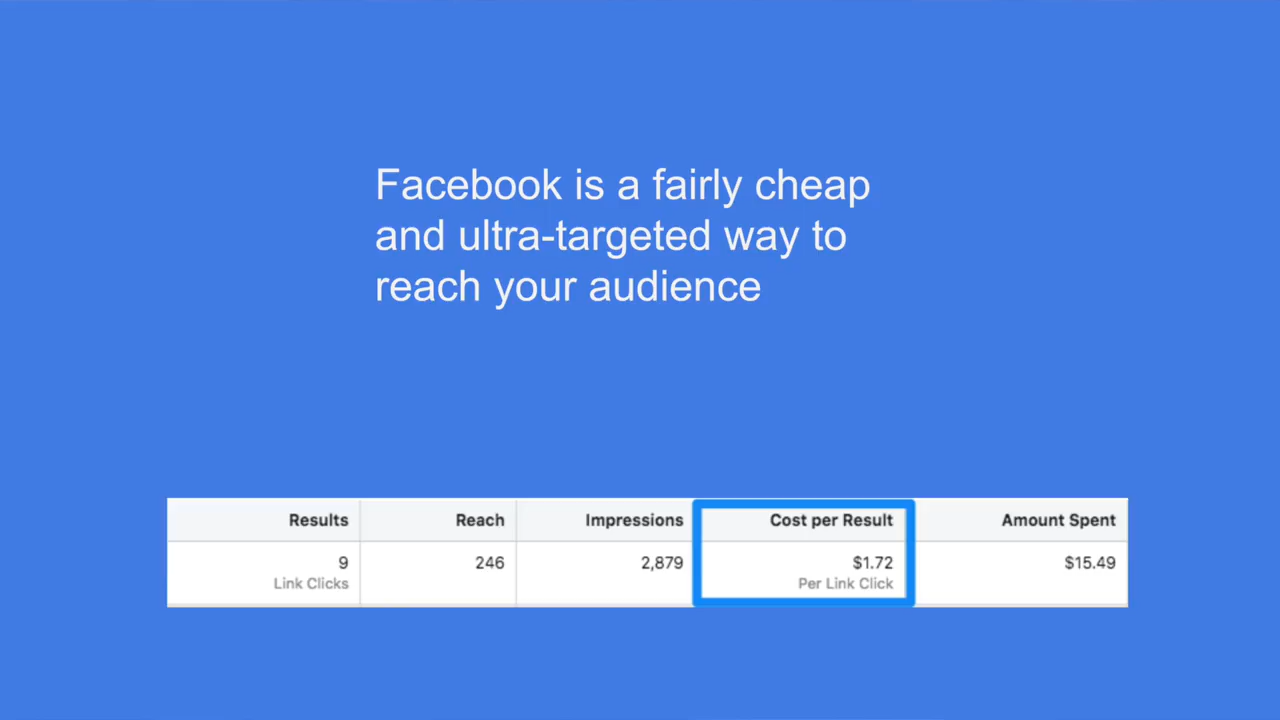 Facebook is a fairly cheap
and ultra-targeted way to
reach your audience
Results Reach Impressions Cost per Result Amount Spent
9 246 2,879 $1.72 $15.49
Link Clicks Per Link Click